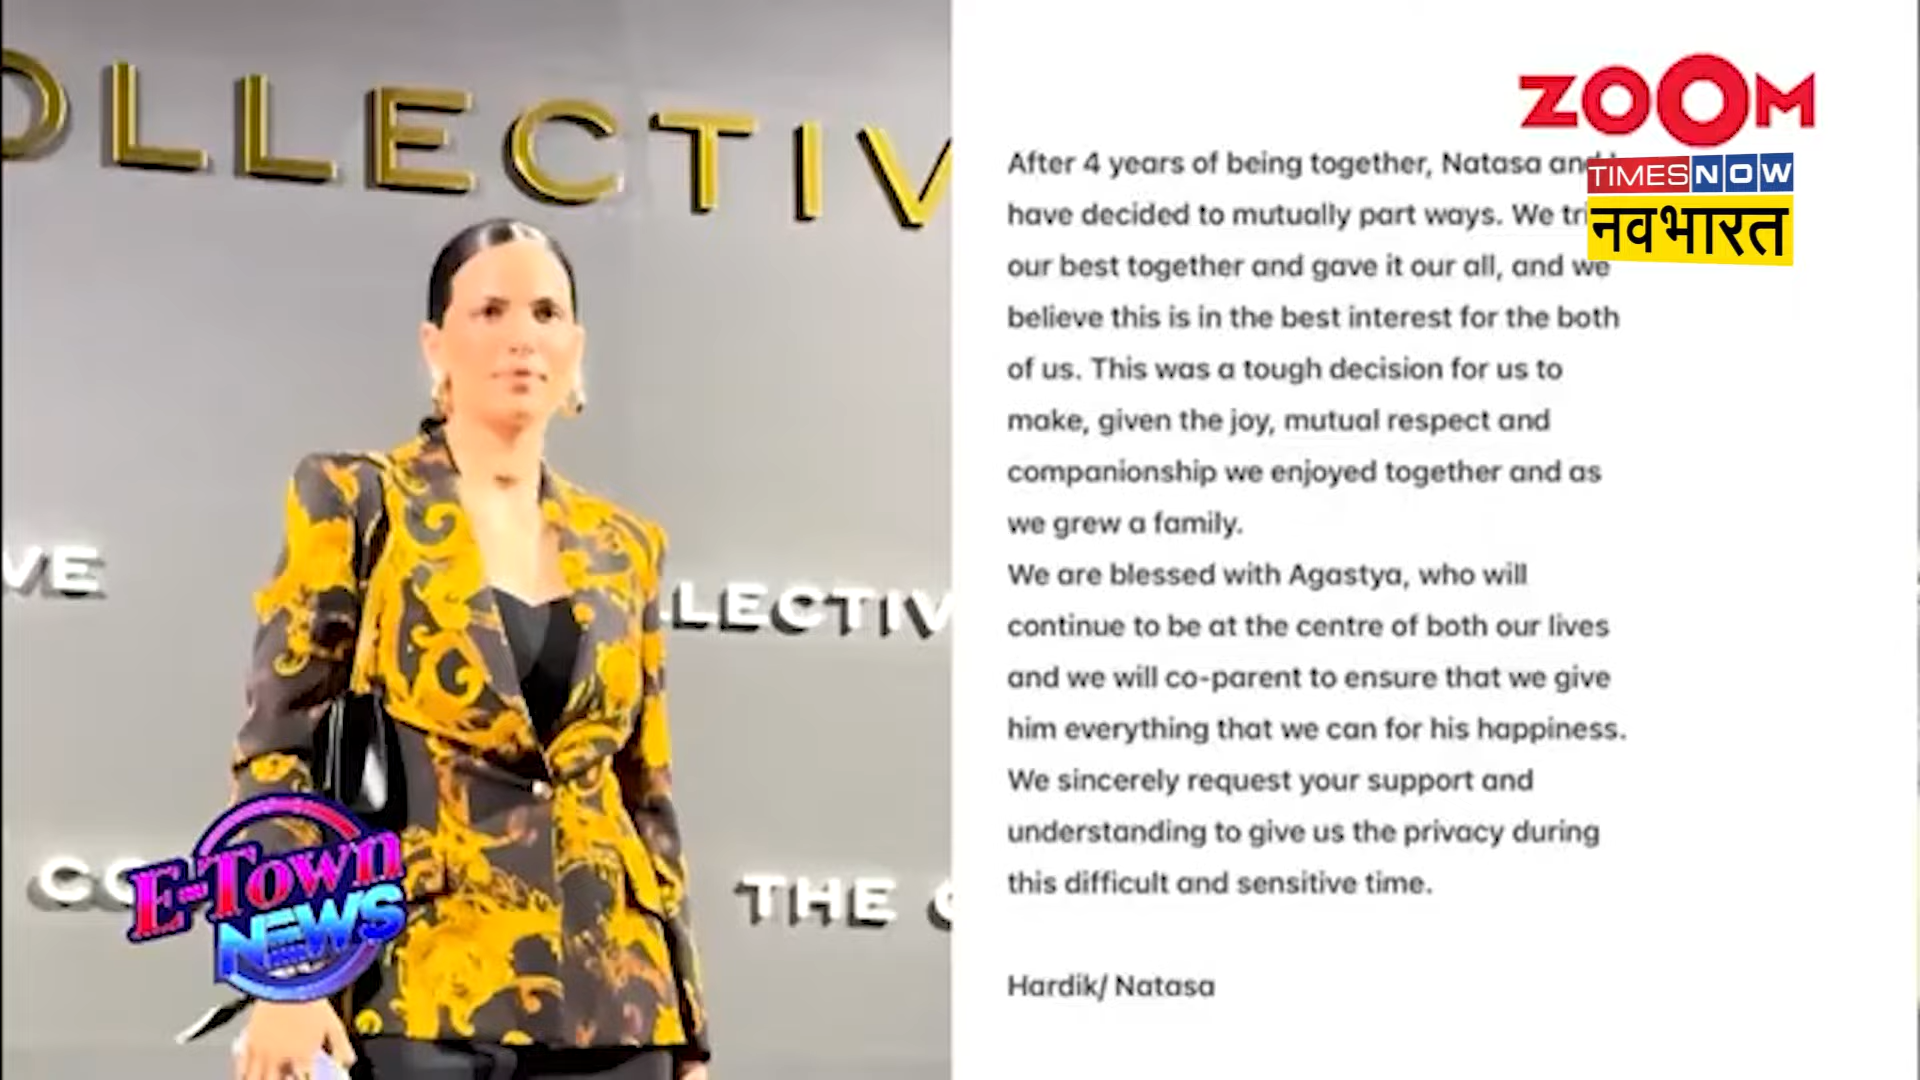 OLLECTIV
VE
LLECTIV
CO
THE C
E-Town
NEWS
ZOOM
TIMES NOW
नवभारत
After 4 years of being together, Natasa and
have decided to mutually part ways. We tri
our best together and gave it our all, and we
believe this is in the best interest for the both
of us. This was a tough decision for us to
make, given the joy, mutual respect and
companionship we enjoyed together and as
we grew a family.
We are blessed with Agastya, who will
continue to be at the centre of both our lives
and we will co-parent to ensure that we give
him everything that we can for his happiness.
We sincerely request your support and
understanding to give us the privacy during
this difficult and sensitive time.
Hardik/ Natasa